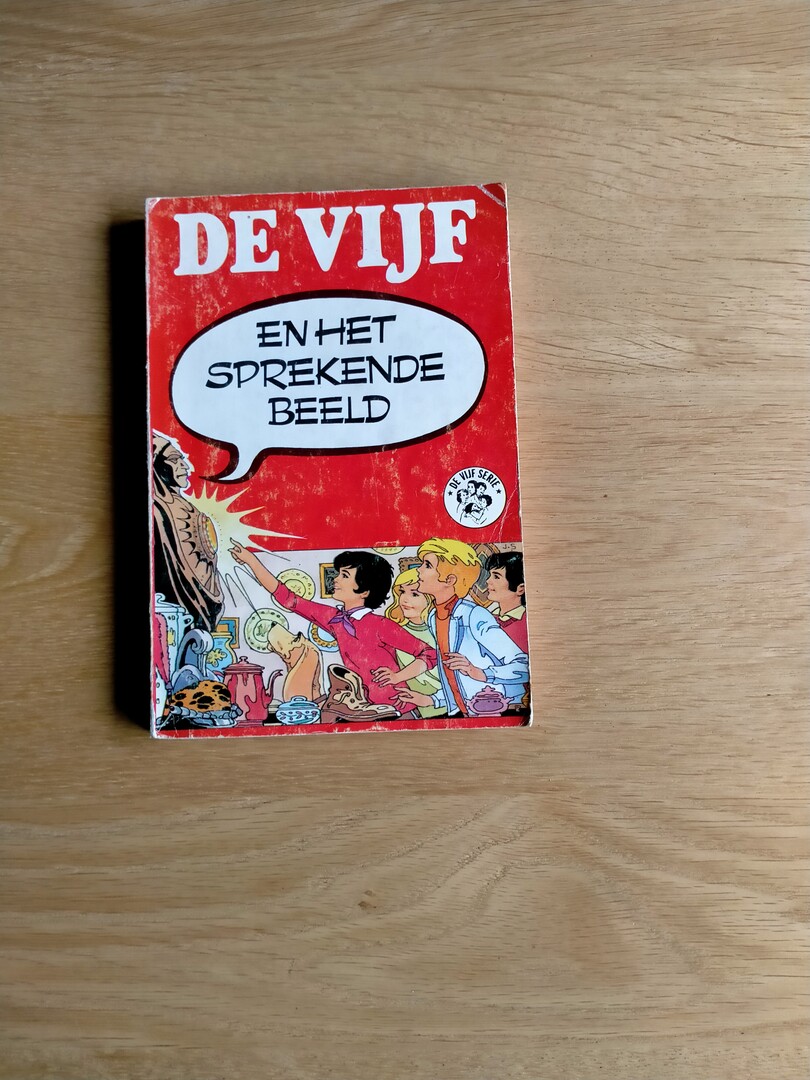 DE VIJF
EN HET
SPREKENDE
BEELD
DE VIJF SERIE
J.S